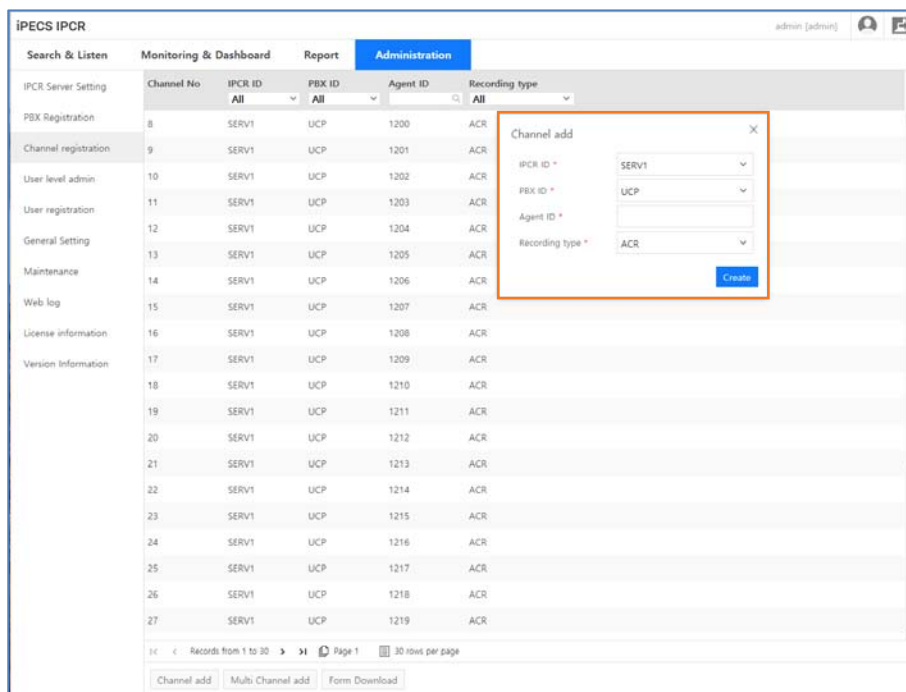 iPECS IPCR
admin [admin]
Search & Listen Monitoring & Dashboard Report Administration
IPCR Server Setting
PBX Registration
Channel registration
User level admin
User registration
General Setting
Maintenance
Web log
License information
Version Information
Channel No IPCR ID PBX ID Agent ID Recording type
All All All
8 SERV1 UCP 1200 ACR
9 SERV1 UCP 1201 ACR
10 SERV1 UCP 1202 ACR
11 SERV1 UCP 1203 ACR
12 SERV1 UCP 1204 ACR
13 SERV1 UCP 1205 ACR
14 SERV1 UCP 1206 ACR
15 SERV1 UCP 1207 ACR
16 SERV1 UCP 1208 ACR
17 SERV1 UCP 1209 ACR
18 SERV1 UCP 1210 ACR
19 SERV1 UCP 1211 ACR
20 SERV1 UCP 1212 ACR
21 SERV1 UCP 1213 ACR
22 SERV1 UCP 1214 ACR
23 SERV1 UCP 1215 ACR
24 SERV1 UCP 1216 ACR
25 SERV1 UCP 1217 ACR
26 SERV1 UCP 1218 ACR
27 SERV1 UCP 1219 ACR
Channel add
IPCR ID * SERV1
PBX ID * UCP
Agent ID *
Recording type * ACR
Create
Records from 1 to 30 Page 1 30 rows per page
Channel add Multi Channel add Form Download